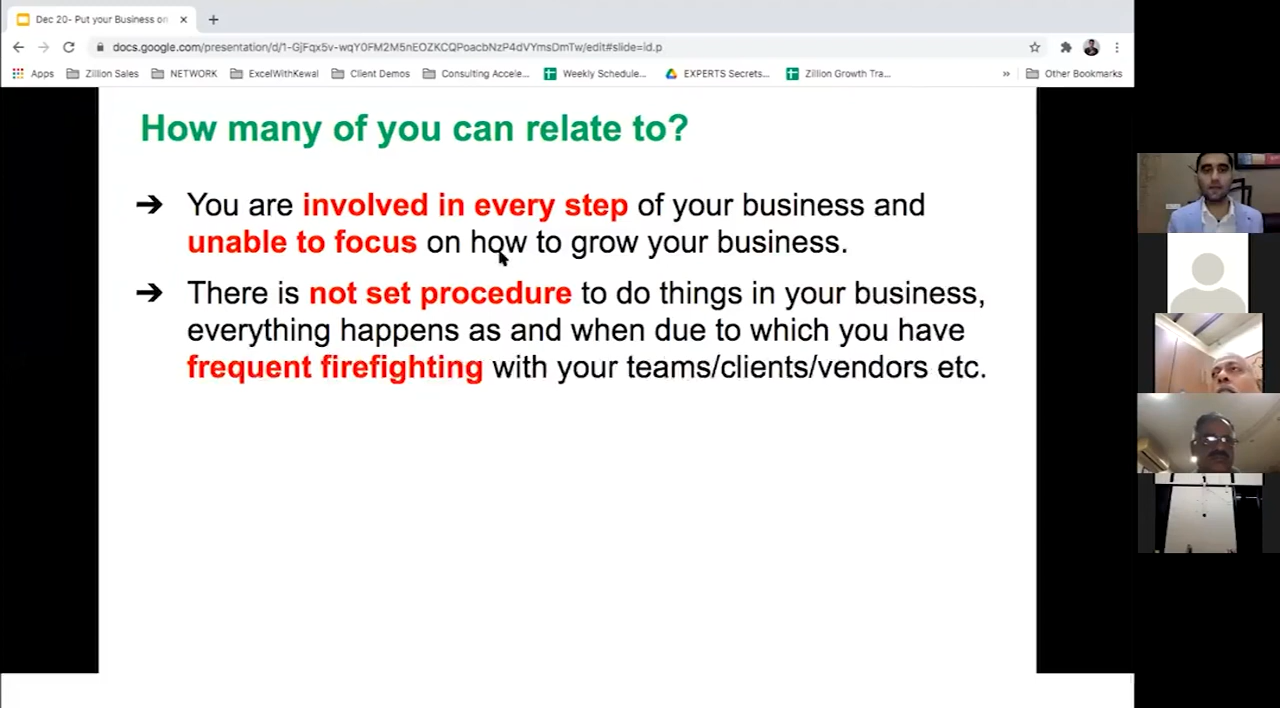 Dec 20- Put your Business on
docs.google.com/presentation/d/1-GjFqx5v-wqY0FM2M5nEOZKCQPoacbNzP4dVYmsDmTw/edit#slide=id.p
Apps Zillion Sales NETWORK ExcelWithKewal Client Demos Consulting Accele... Weekly Schedule... EXPERTS Secrets... Zillion Growth Tra... » Other Bookmarks
How many of you can relate to?
➔ You are involved in every step of your business and
unable to focus on how to grow your business.
➔ There is not set procedure to do things in your business,
everything happens as and when due to which you have
frequent firefighting with your teams/clients/vendors etc.